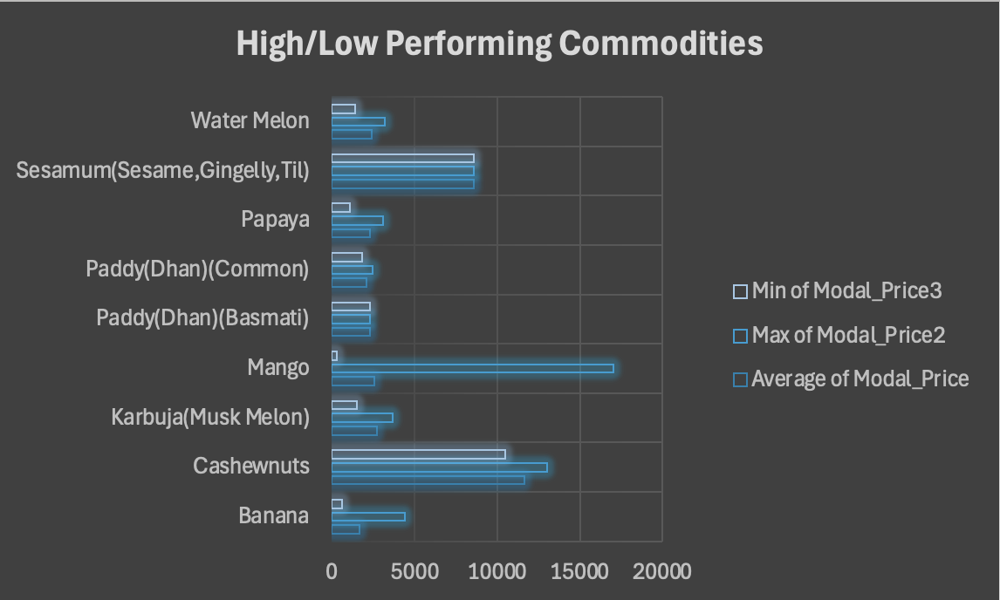 High/Low Performing Commodities
Water Melon
Sesamum(Sesame,Gingelly,Til)
Papaya
Paddy(Dhan)(Common)
Paddy(Dhan)(Basmati)
Mango
Karbuja(Musk Melon)
Cashewnuts
Banana
0 5000 10000 15000 20000
Min of Modal_Price3
Max of Modal_Price2
Average of Modal_Price